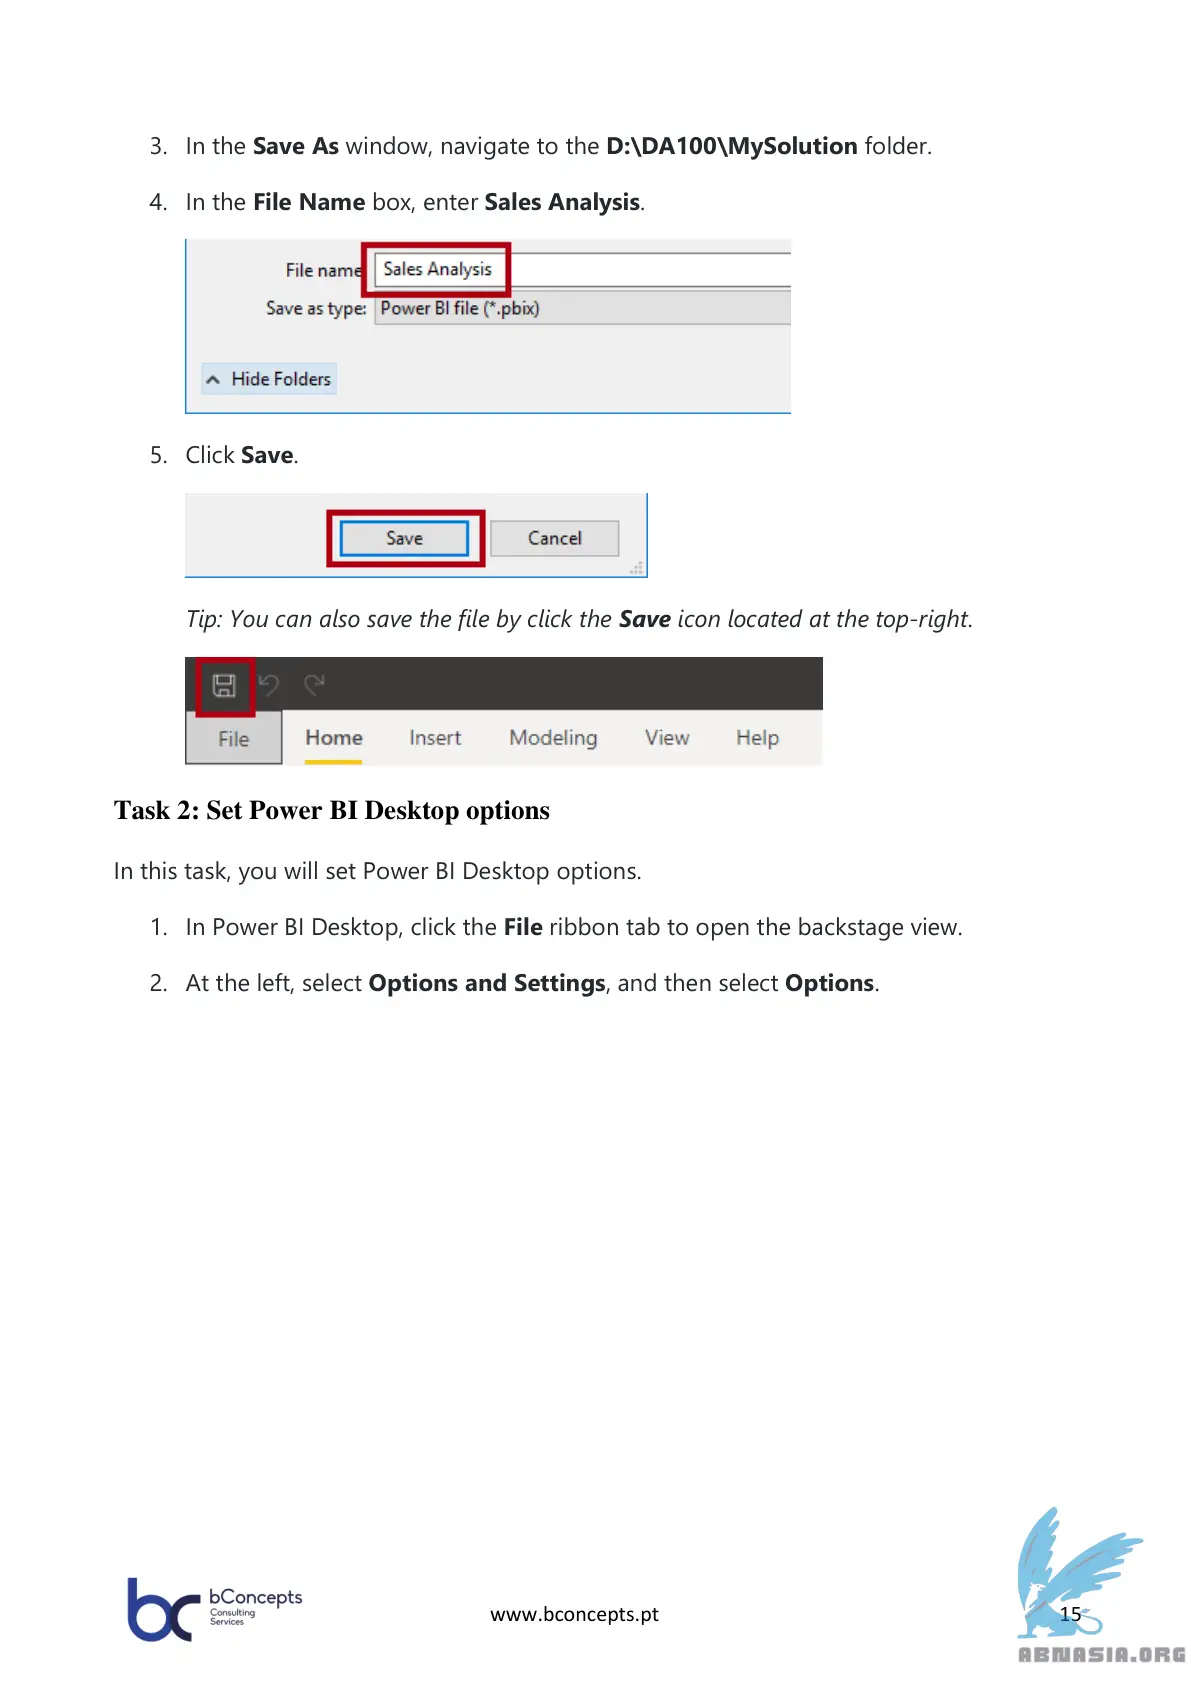 3. In the Save As window, navigate to the D:\DA100\MySolution folder.
4. In the File Name box, enter Sales Analysis.
File name
Sales Analysis
Save as type:
Power BI file (*.pbix)
Hide Folders
5. Click Save.
Save
Cancel
Tip: You can also save the file by click the Save icon located at the top-right.
File Home Insert Modeling View Help
Task 2: Set Power BI Desktop options
In this task, you will set Power BI Desktop options.
1. In Power BI Desktop, click the File ribbon tab to open the backstage view.
2. At the left, select Options and Settings, and then select Options.
bc
bConcepts
Consulting
Services
www.bconcepts.pt
15
ABNASIA.ORG